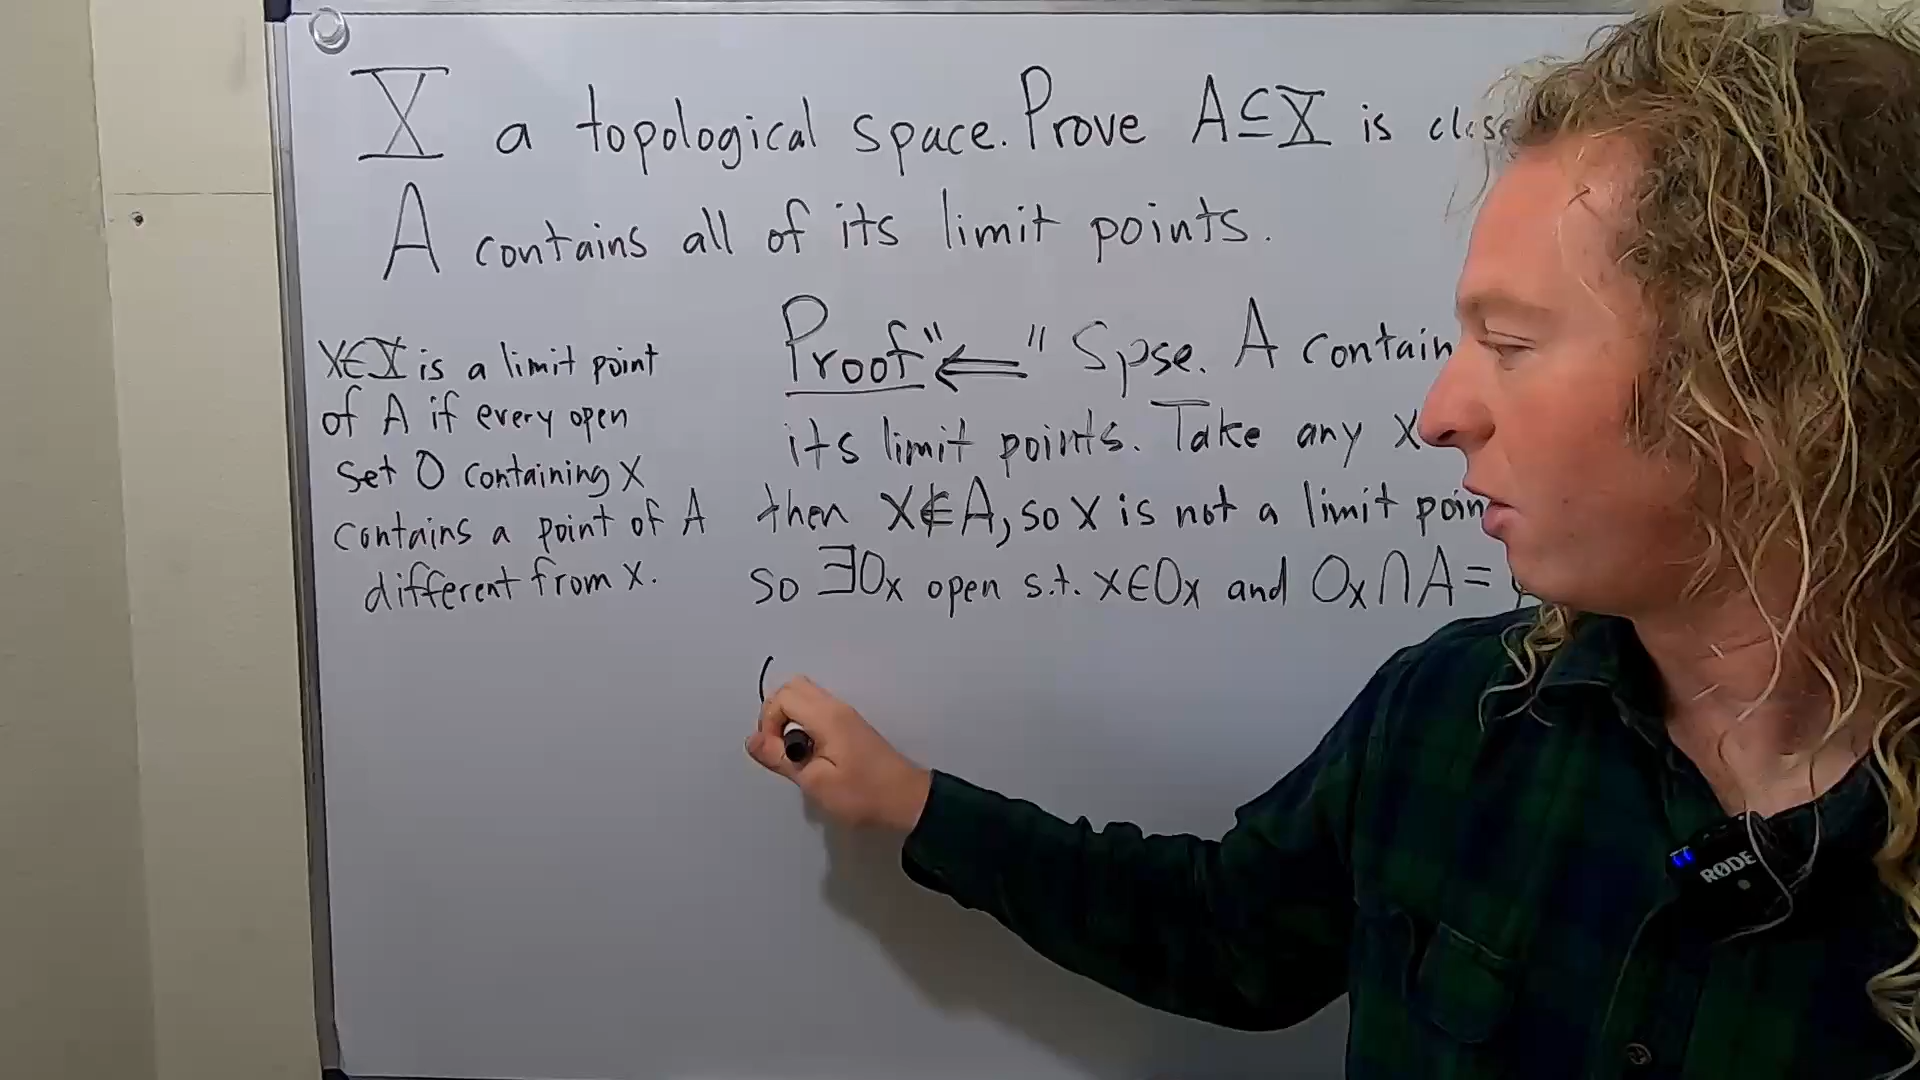 X a topological space. Prove A⊆X is close
A contains all of its limit points.
x∈X is a limit point
of A if every open
set O containing x
contains a point of A
different from x.
Proof "⟸" Spse. A contain
its limit points. Take any x
then x∉A, so x is not a limit poin
so ∃Oₓ open s.t. x∈Oₓ and Oₓ∩A=
(
RØDE